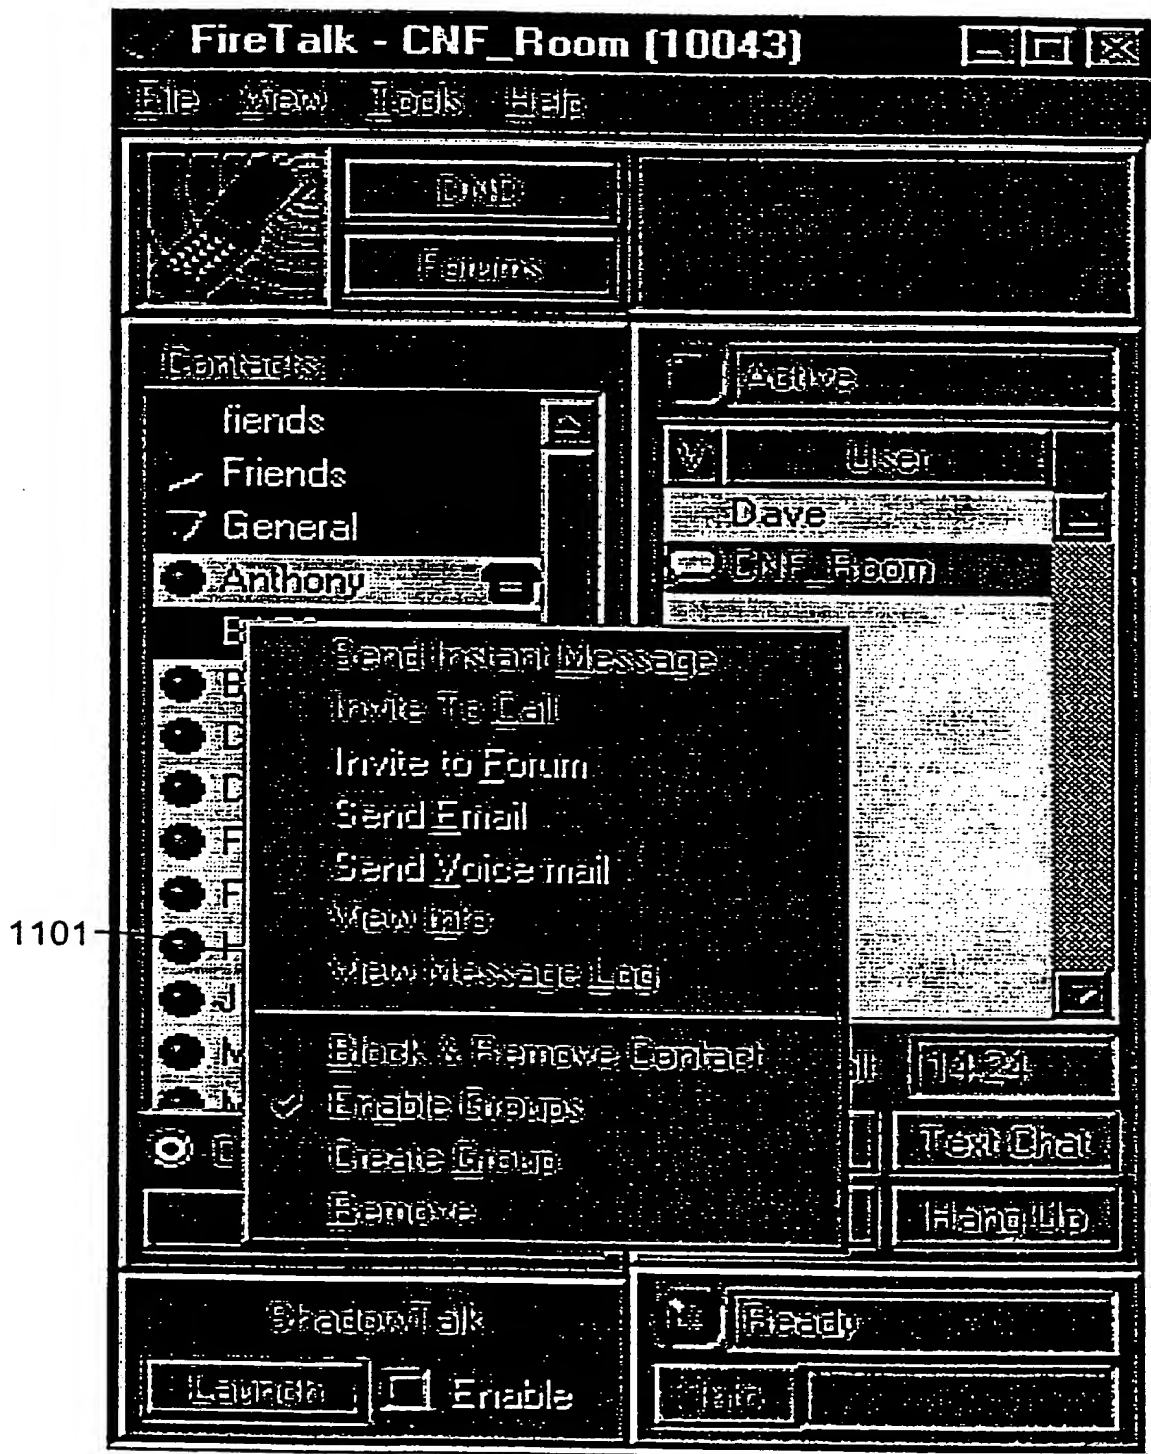 FireTalk - CNF_Room (10043)
File View Tools Help
DND
Forums
Contacts
fiends
Friends
General
Anthony
B
D
D
F
F
J
Active
V User
Dave
CNF_Room
Send Instant Message
Invite To Call
Invite to Forum
Send Email
Send Voice mail
View Info
View Message Log
Block & Remove Contact
Enable Groups
Create Group
Remove
1101
14:24
Text Chat
Hang Up
ShadowTalk
Launch Enable
Ready
Info